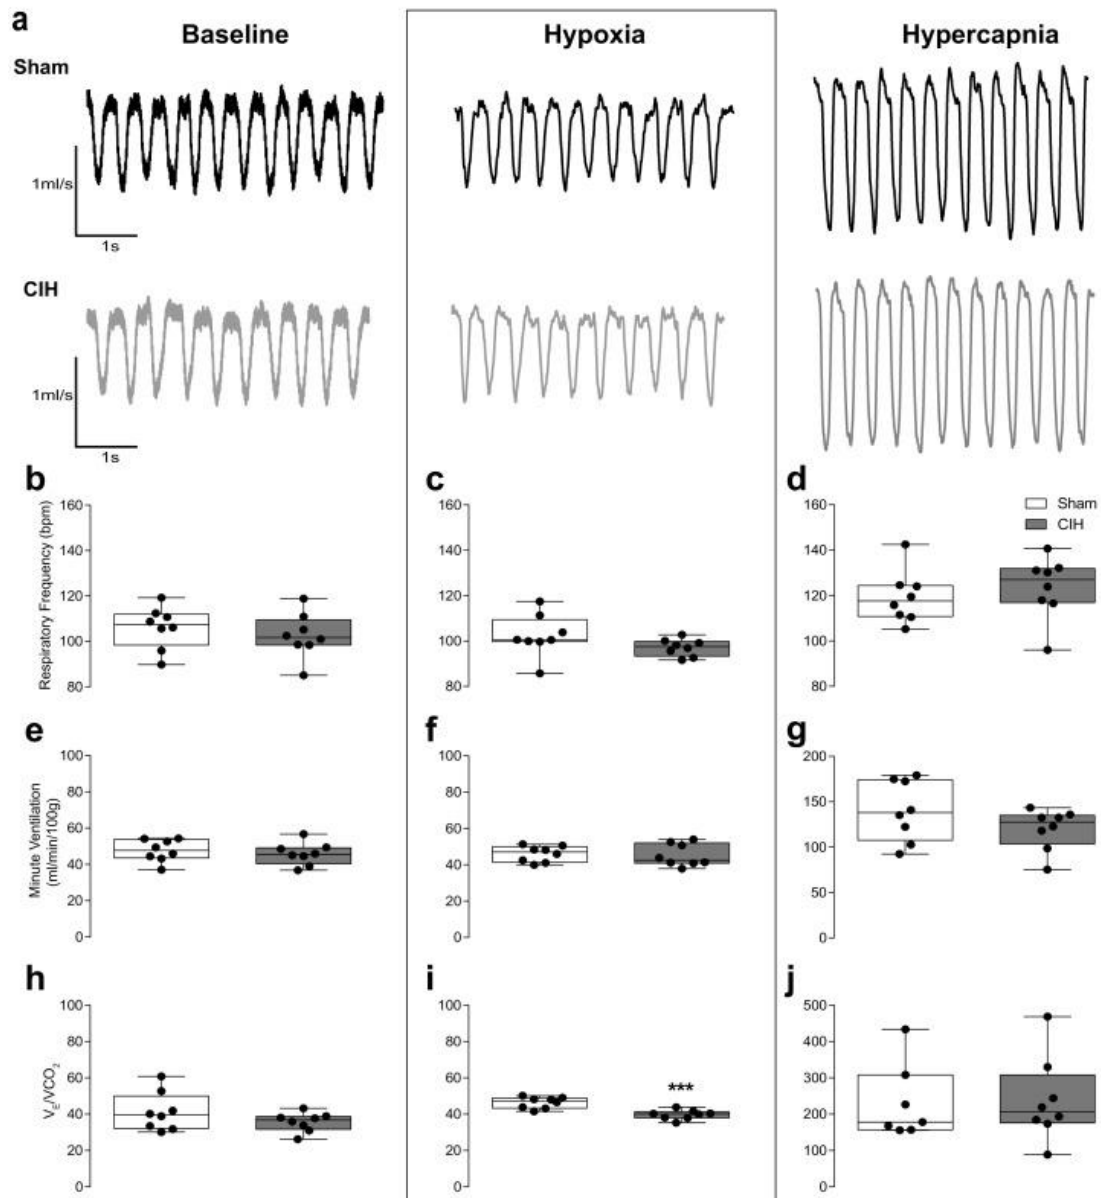 a
Baseline
Hypoxia
Hypercapnia
Sham
1ml/s
1s
CIH
1ml/s
1s
b
c
d
Respiratory Frequency (bpm)
160
140
120
100
80
160
140
120
100
80
160
140
120
100
80
Sham
CIH
e
f
g
Minute Ventilation
(ml/min/100g)
100
80
60
40
20
0
100
80
60
40
20
0
200
150
100
50
0
h
i
j
VE/VCO2
100
80
60
40
20
0
100
80
60
40
20
0
***
500
400
300
200
100
0